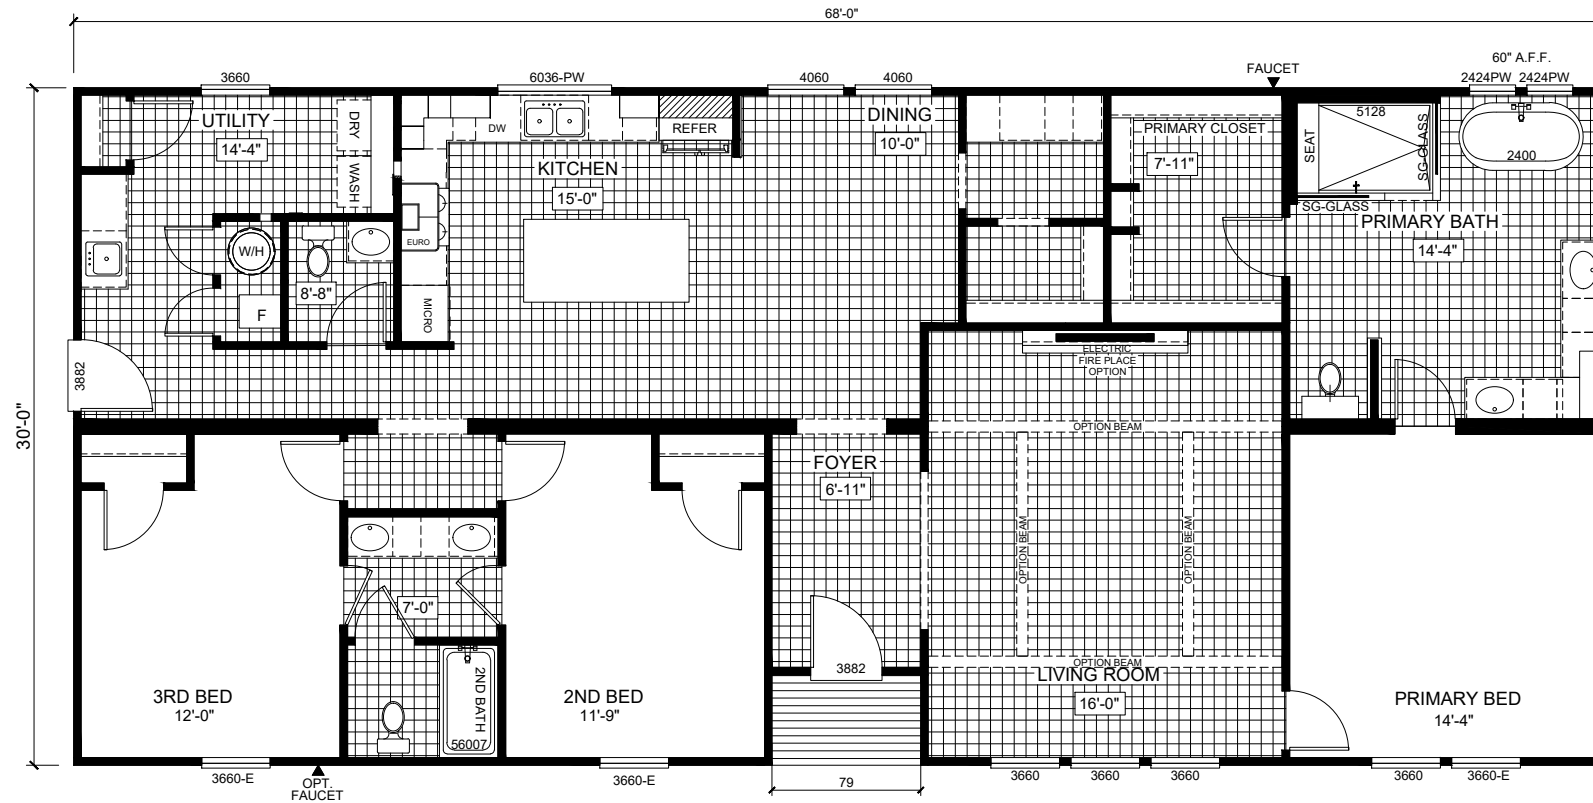 68'-0"
60" A.F.F.
3660
6036-PW
4060
4060
FAUCET
2424PW
2424PW
UTILITY
14'-4"
DRY
WASH
DW
REFER
DINING
10'-0"
PRIMARY CLOSET
7'-11"
SEAT
5128
SG-GLASS
SG-GLASS
2400
KITCHEN
15'-0"
PRIMARY BATH
14'-4"
W/H
EURO
8'-8"
F
MICRO
3882
30'-0"
ELECTRIC
FIRE PLACE
OPTION
OPTION BEAM
FOYER
6'-11"
OPTION BEAM
OPTION BEAM
7'-0"
3882
OPTION BEAM
LIVING ROOM
16'-0"
3RD BED
12'-0"
2ND BATH
56007
2ND BED
11'-9"
PRIMARY BED
14'-4"
3660-E
OPT.
FAUCET
3660-E
79
3660
3660
3660
3660
3660-E